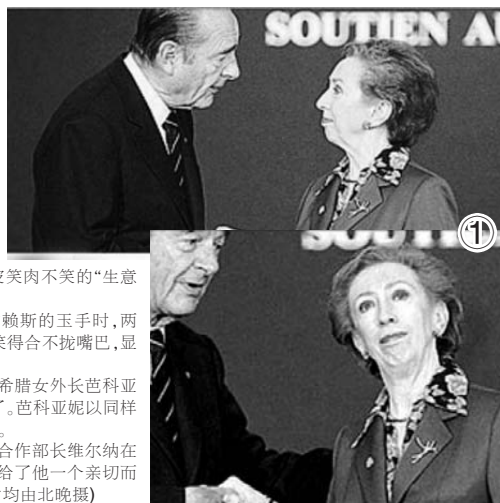 SOUTIEN AU
①
笑肉不笑的“生意
赖斯的玉手时,两
笑得合不拢嘴巴,显
希腊女外长芭科亚
。芭科亚妮以同样
。
合作部长维尔纳在
给了他一个亲切而
均由北晚摄)